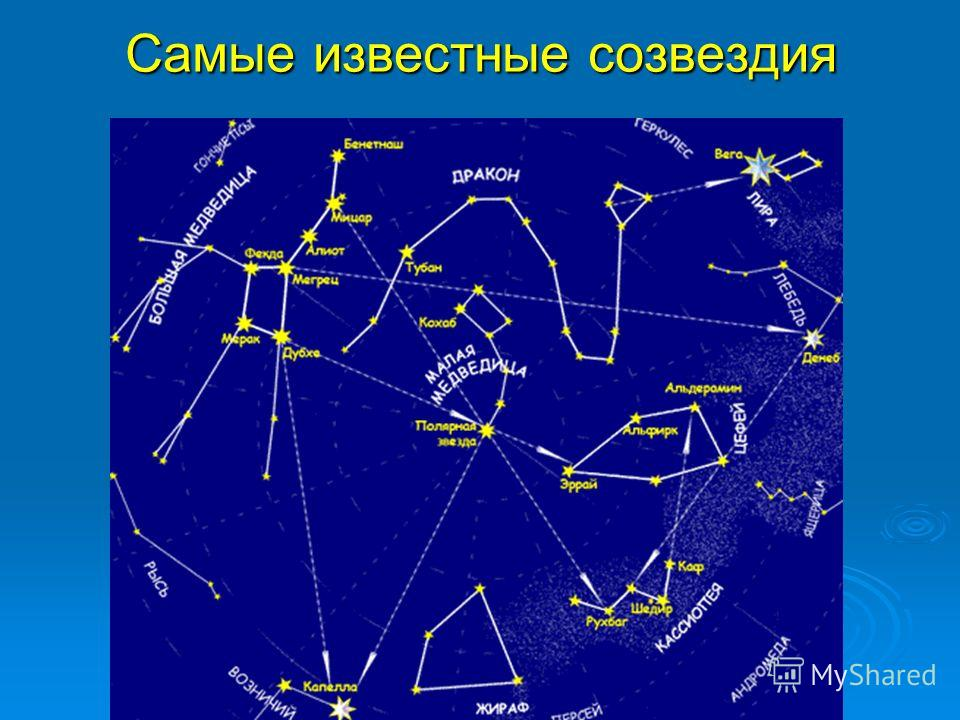 Самые известные созвездия
ГОНЧИЕ ПСЫ
Бенетнаш
ГЕРКУЛЕС
Вега
ДРАКОН
ЛИРА
БОЛЬШАЯ МЕДВЕДИЦА
Мицар
Алиот
Фекда
Мегрец
Тубан
ЛЕБЕДЬ
Кохаб
Мерак
Дубхе
Денеб
МАЛАЯ
МЕДВЕДИЦА
Альдерамин
Полярная
звезда
Альфирк
ЦЕФЕЙ
Эррай
ЯЩЕРИЦА
РЫСЬ
Каф
Шедир
Рухбаг
КАССИОПЕЯ
АНДРОМЕДА
ВОЗНИЧИЙ
Капелла
ЖИРАФ
ПЕРСЕЙ
MyShared